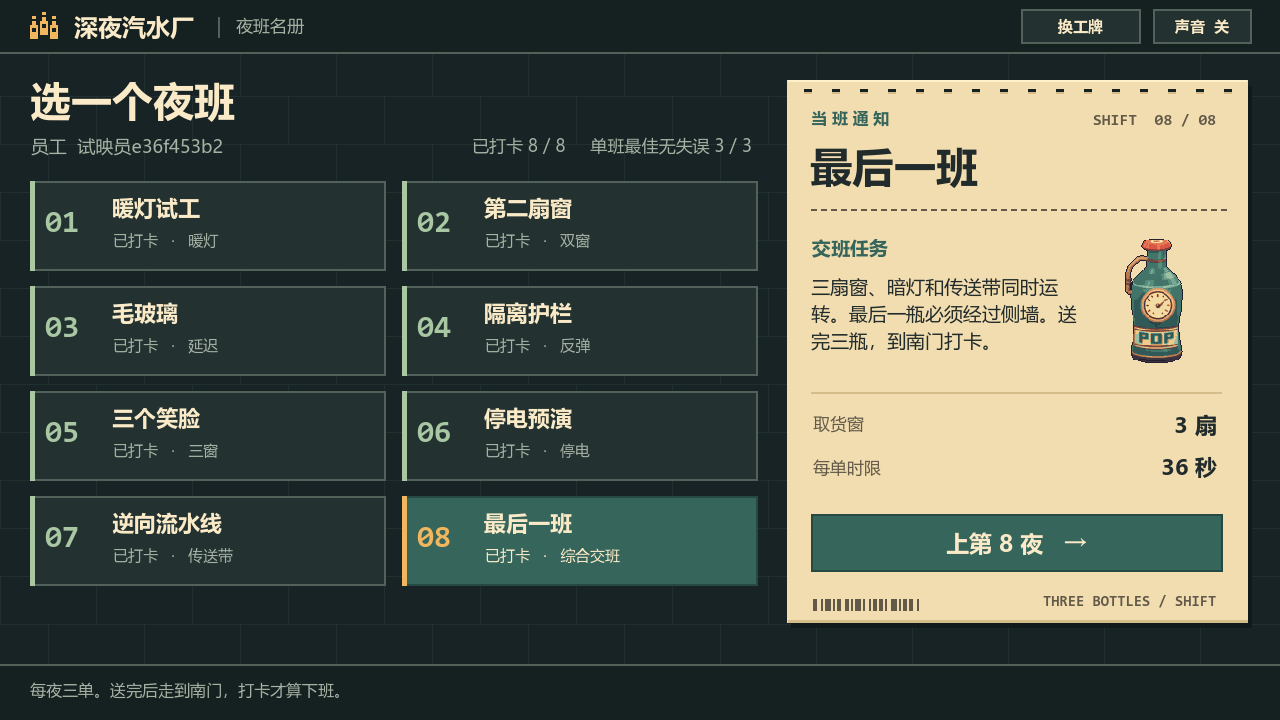 深夜汽水厂
夜班名册
换工牌
声音 关
选一个夜班
员工 试映员e36f453b2
已打卡 8 / 8
单班最佳无失误 3 / 3
01
暖灯试工
已打卡 · 暖灯
02
第二扇窗
已打卡 · 双窗
03
毛玻璃
已打卡 · 延迟
04
隔离护栏
已打卡 · 反弹
05
三个笑脸
已打卡 · 三窗
06
停电预演
已打卡 · 停电
07
逆向流水线
已打卡 · 传送带
08
最后一班
已打卡 · 综合交班
当班通知
SHIFT 08 / 08
最后一班
交班任务
三扇窗、暗灯和传送带同时运
转。最后一瓶必须经过侧墙。送
完三瓶，到南门打卡。
POP
取货窗
3 扇
每单时限
36 秒
上第 8 夜 →
THREE BOTTLES / SHIFT
每夜三单。送完后走到南门，打卡才算下班。